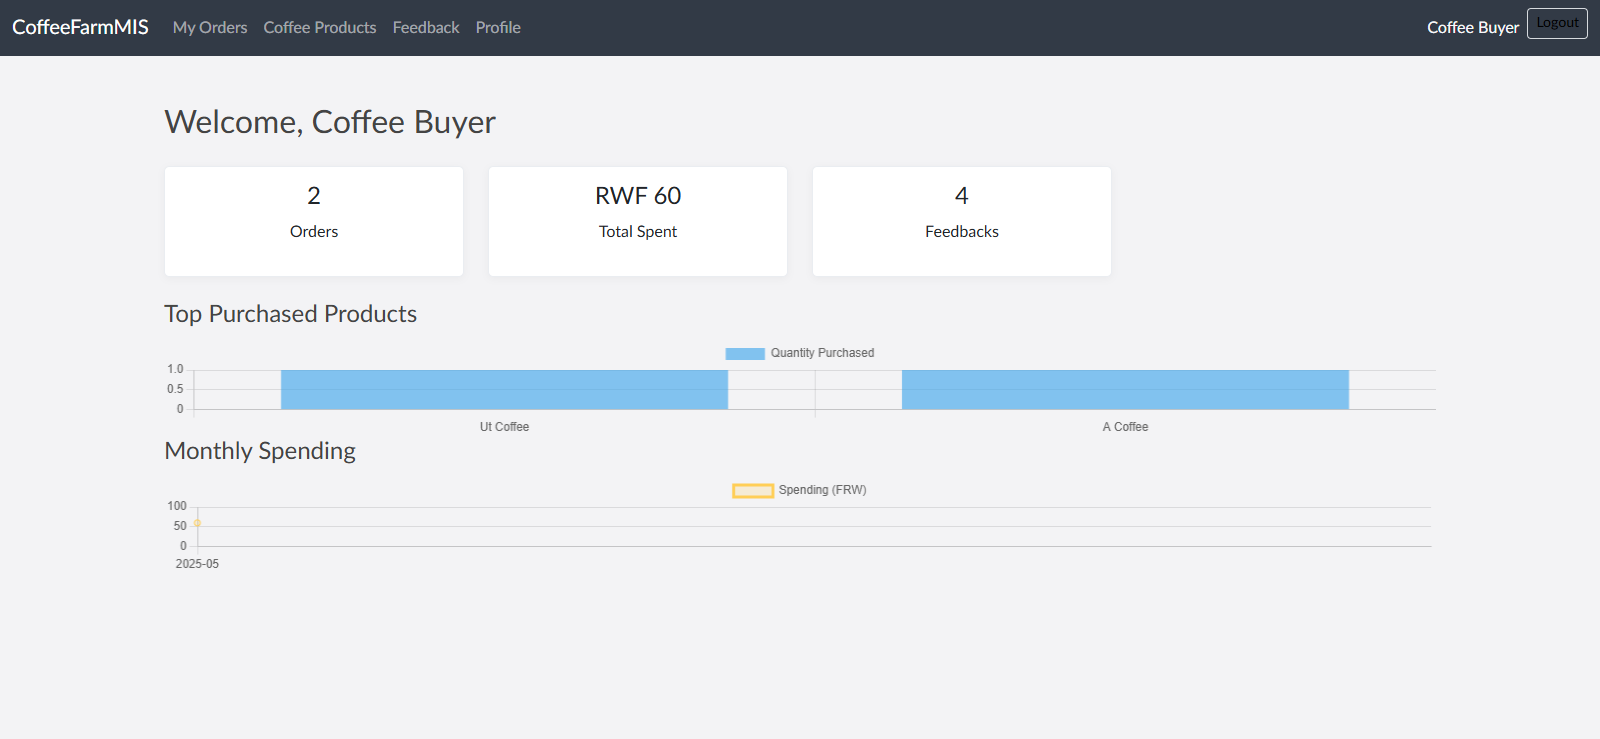 CoffeeFarmMIS My Orders Coffee Products Feedback Profile Coffee Buyer Logout
Welcome, Coffee Buyer
2 RWF 60 4
Orders Total Spent Feedbacks
Top Purchased Products
Quantity Purchased
1.0
0.5
0
Ut Coffee A Coffee
Monthly Spending
Spending (FRW)
100
50
0
2025-05